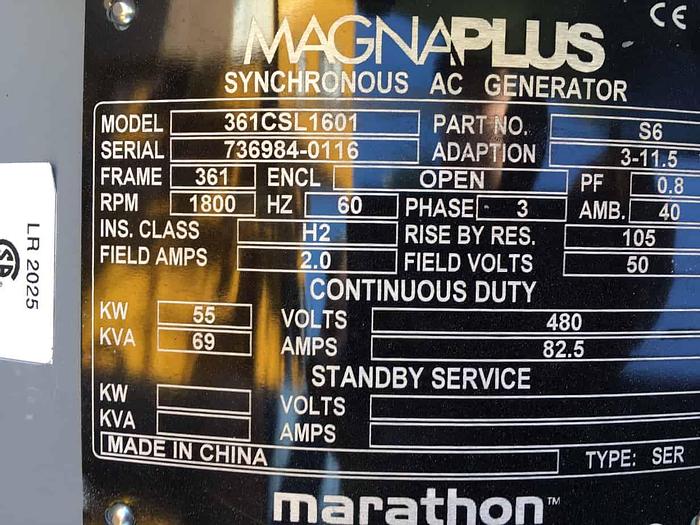 CE
MAGNAPLUS
SYNCHRONOUS AC GENERATOR
MODEL 361CSL1601 PART NO. S6
SERIAL 736984-0116 ADAPTION 3-11.5
FRAME 361 ENCL OPEN PF 0.8
RPM 1800 HZ 60 PHASE 3 AMB. 40
INS. CLASS H2 RISE BY RES. 105
FIELD AMPS 2.0 FIELD VOLTS 50
CONTINUOUS DUTY
KW 55 VOLTS 480
KVA 69 AMPS 82.5
STANDBY SERVICE
KW VOLTS
KVA AMPS
MADE IN CHINA TYPE: SER
marathon™
LR 2025